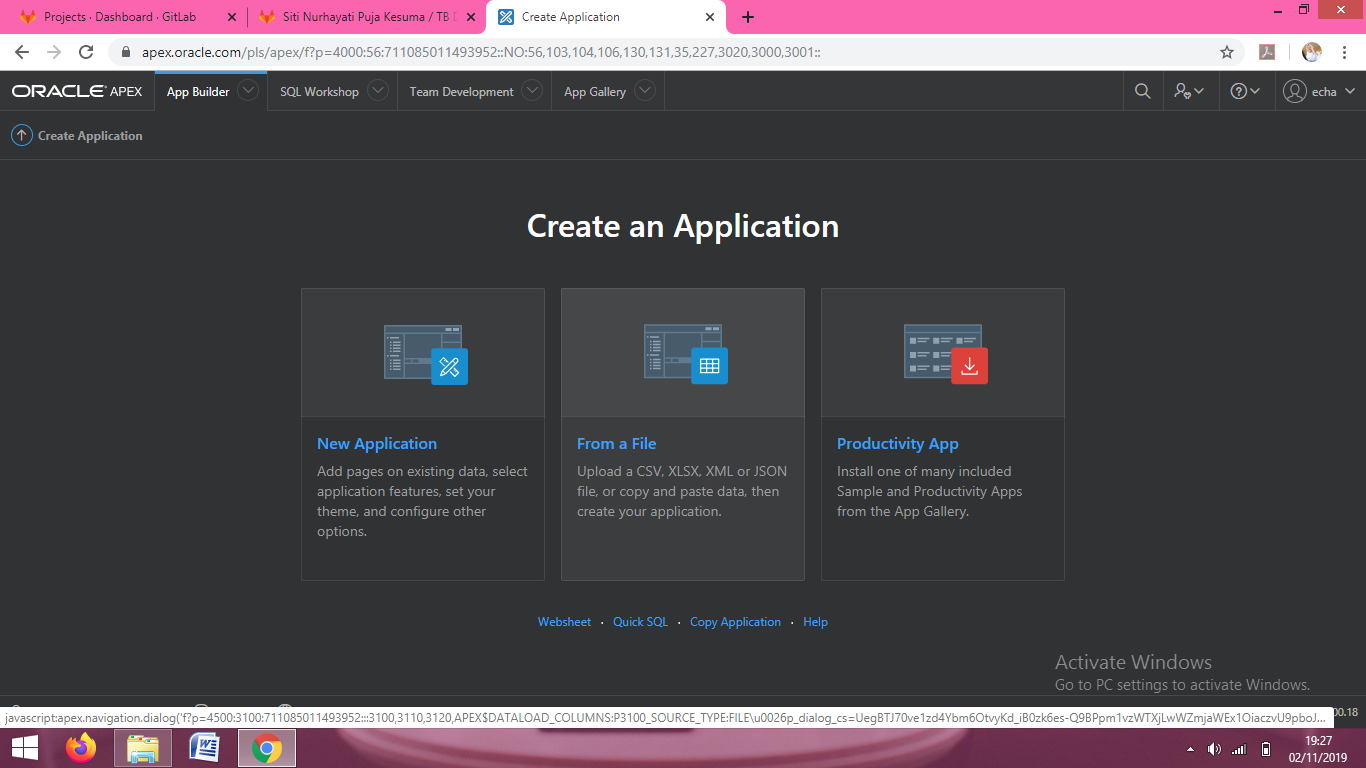 Projects · Dashboard · GitLab
Siti Nurhayati Puja Kesuma / TB
Create Application
apex.oracle.com/pls/apex/f?p=4000:56:711085011493952::NO:56,103,104,106,130,131,35,227,3020,3000,3001::
ORACLE APEX
App Builder
SQL Workshop
Team Development
App Gallery
echa
Create Application
Create an Application
New Application
Add pages on existing data, select
application features, set your
theme, and configure other
options.
From a File
Upload a CSV, XLSX, XML or JSON
file, or copy and paste data, then
create your application.
Productivity App
Install one of many included
Sample and Productivity Apps
from the App Gallery.
Websheet · Quick SQL · Copy Application · Help
Activate Windows
Go to PC settings to activate Windows.
javascript:apex.navigation.dialog('f?p=4500:3100:711085011493952:::3100,3110,3120,APEX$DATALOAD_COLUMNS:P3100_SOURCE_TYPE:FILE\u0026p_dialog_cs=UegBTJ70ve1zd4Ybm6OtvyKd_iB0zk6es-Q9BPpm1vzWTXjLwWZmjaWEx1OiaczvU9pboJ...
00.18
19:27
02/11/2019